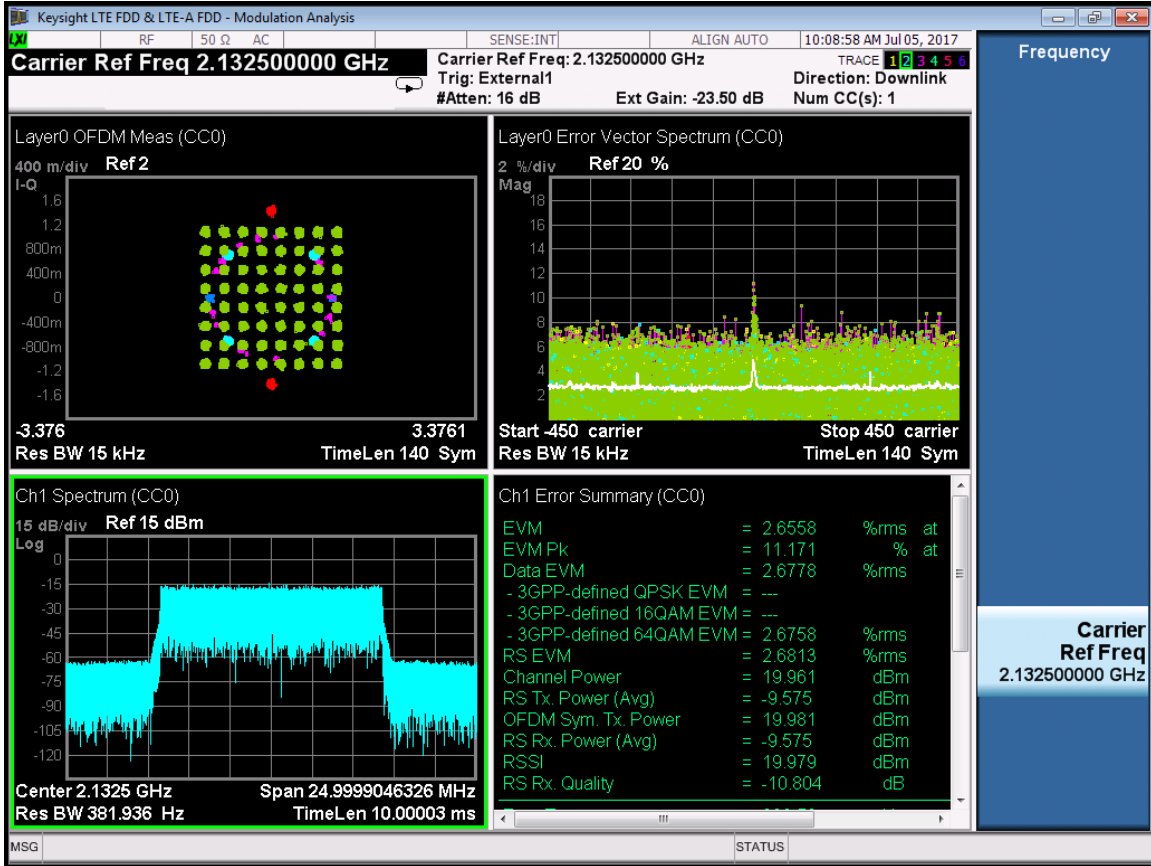 Keysight LTE FDD & LTE-A FDD - Modulation Analysis
LXI RF 50 Ω AC SENSE:INT ALIGN AUTO 10:08:58 AM Jul 05, 2017
Carrier Ref Freq 2.132500000 GHz
Carrier Ref Freq: 2.132500000 GHz
Trig: External1
#Atten: 16 dB Ext Gain: -23.50 dB
TRACE 1 2 3 4 5 6
Direction: Downlink
Num CC(s): 1
Frequency
Layer0 OFDM Meas (CC0)
400 m/div Ref 2
I-Q
1.6
1.2
800m
400m
0
-400m
-800m
-1.2
-1.6
-3.376 3.3761
Res BW 15 kHz TimeLen 140 Sym
Layer0 Error Vector Spectrum (CC0)
2 %/div Ref 20 %
Mag
18
16
14
12
10
8
6
4
2
Start -450 carrier Stop 450 carrier
Res BW 15 kHz TimeLen 140 Sym
Ch1 Spectrum (CC0)
15 dB/div Ref 15 dBm
Log
0
-15
-30
-45
-60
-75
-90
-105
-120
Center 2.1325 GHz Span 24.9999046326 MHz
Res BW 381.936 Hz TimeLen 10.00003 ms
Ch1 Error Summary (CC0)
EVM = 2.6558 %rms at
EVM Pk = 11.171 % at
Data EVM = 2.6778 %rms
- 3GPP-defined QPSK EVM = ---
- 3GPP-defined 16QAM EVM = ---
- 3GPP-defined 64QAM EVM = 2.6758 %rms
RS EVM = 2.6813 %rms
Channel Power = 19.961 dBm
RS Tx. Power (Avg) = -9.575 dBm
OFDM Sym. Tx. Power = 19.981 dBm
RS Rx. Power (Avg) = -9.575 dBm
RSSI = 19.979 dBm
RS Rx. Quality = -10.804 dB
Carrier
Ref Freq
2.132500000 GHz
MSG STATUS